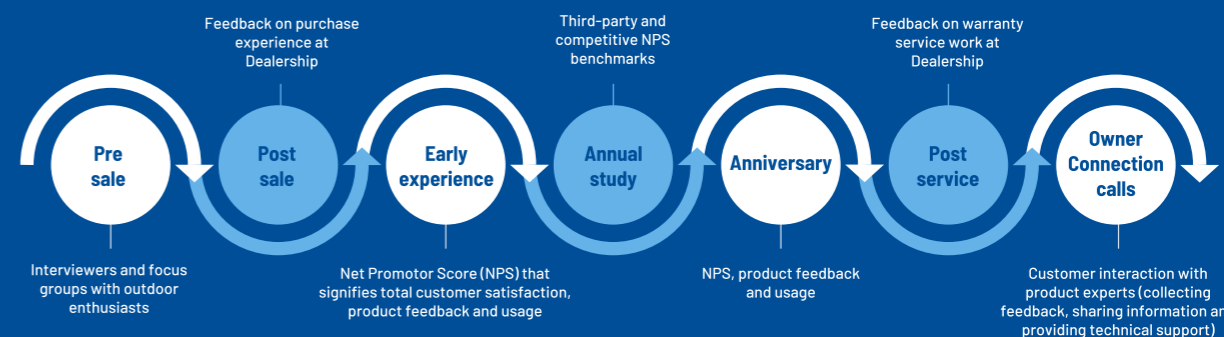 Feedback on purchase
experience at
Dealership
Third-party and
competitive NPS
benchmarks
Feedback on warranty
service work at
Dealership
Pre
sale
Post
sale
Early
experience
Annual
study
Anniversary
Post
service
Owner
Connection
calls
Interviewers and focus
groups with outdoor
enthusiasts
Net Promotor Score (NPS) that
signifies total customer satisfaction,
product feedback and usage
NPS, product feedback
and usage
Customer interaction with
product experts (collecting
feedback, sharing information
providing technical support)